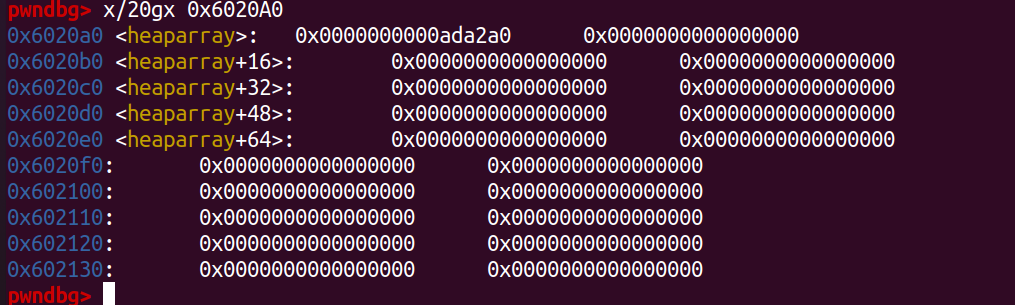 pwndbg> x/20gx 0x6020A0
0x6020a0 <heaparray>: 0x0000000000ada2a0 0x0000000000000000
0x6020b0 <heaparray+16>: 0x0000000000000000 0x0000000000000000
0x6020c0 <heaparray+32>: 0x0000000000000000 0x0000000000000000
0x6020d0 <heaparray+48>: 0x0000000000000000 0x0000000000000000
0x6020e0 <heaparray+64>: 0x0000000000000000 0x0000000000000000
0x6020f0: 0x0000000000000000 0x0000000000000000
0x602100: 0x0000000000000000 0x0000000000000000
0x602110: 0x0000000000000000 0x0000000000000000
0x602120: 0x0000000000000000 0x0000000000000000
0x602130: 0x0000000000000000 0x0000000000000000
pwndbg>